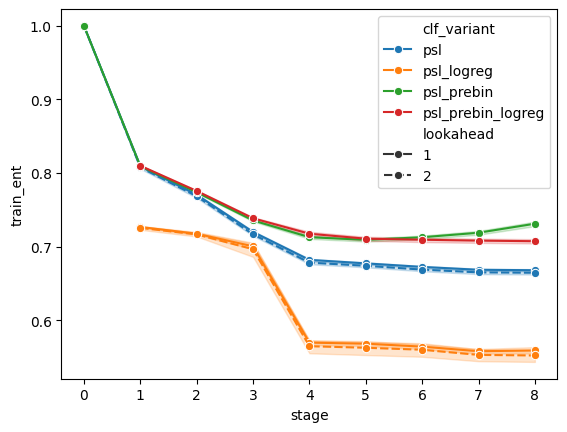 clf_variant
psl
psl_logreg
psl_prebin
psl_prebin_logreg
lookahead
1
2
train_ent
1.0
0.9
0.8
0.7
0.6
0 1 2 3 4 5 6 7 8
stage